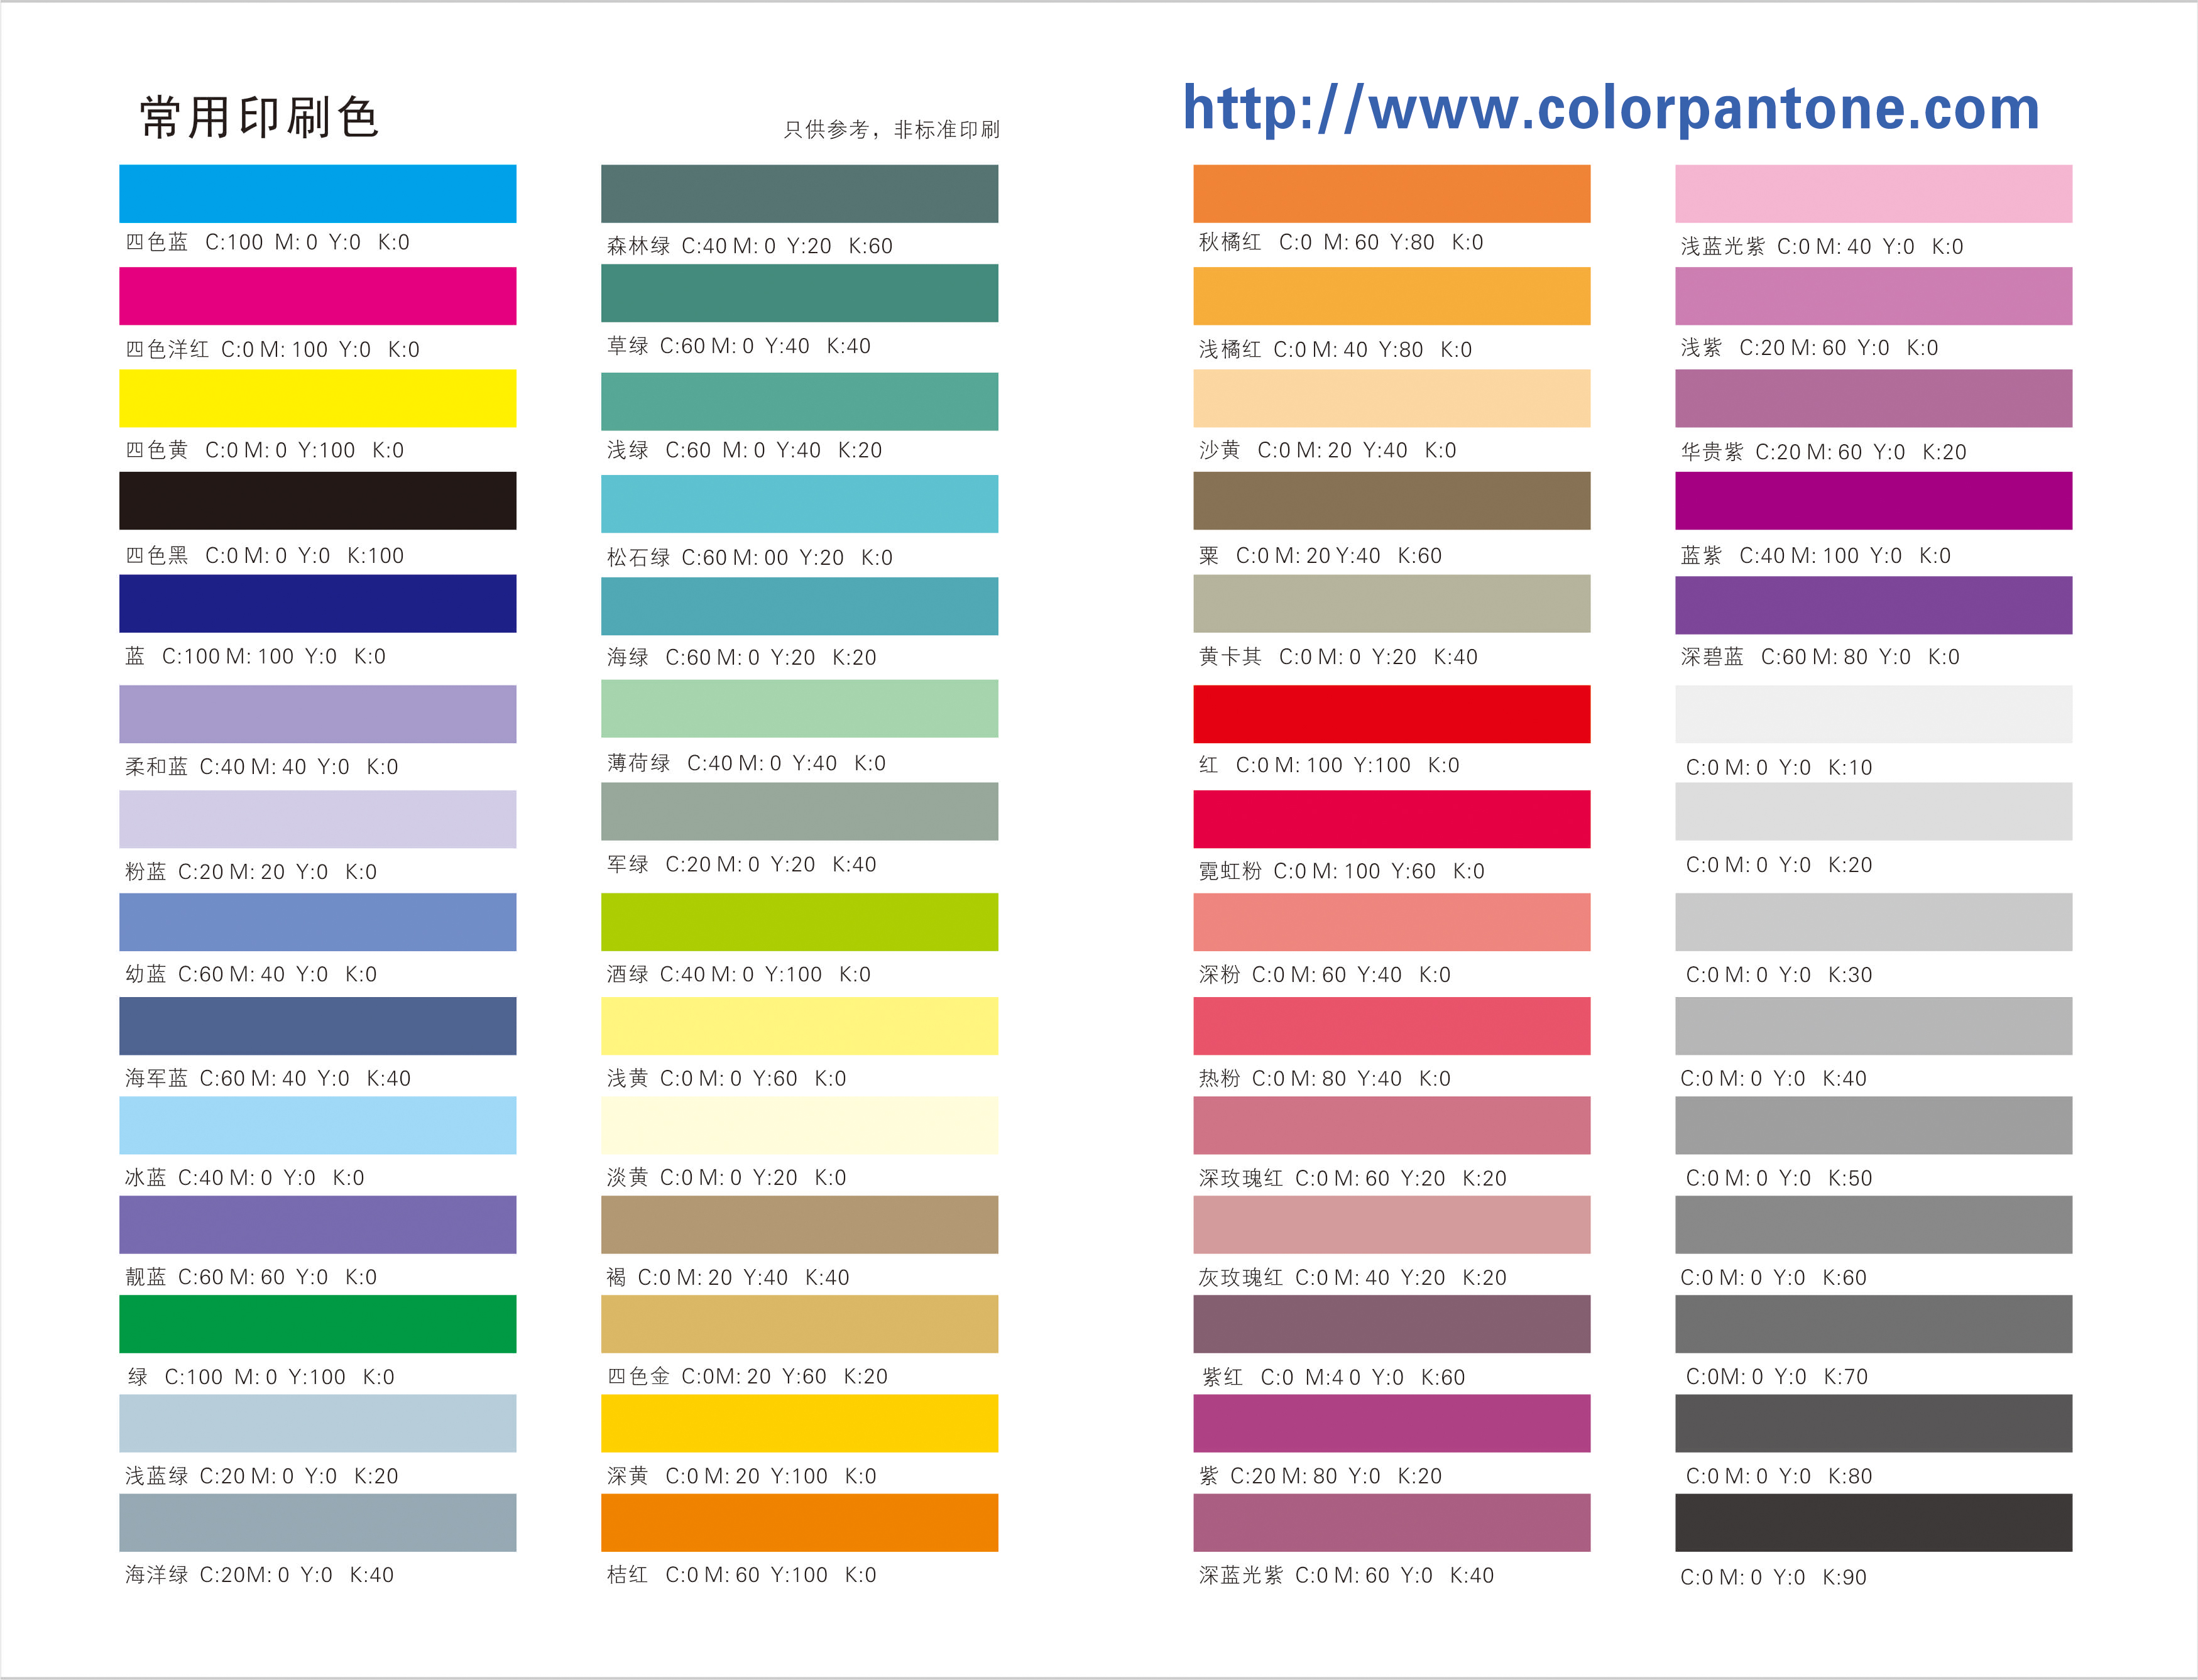 常用印刷色
只供参考，非标准印刷
http://www.colorpantone.com
四色蓝 C:100 M:0 Y:0 K:0
四色洋红 C:0 M:100 Y:0 K:0
四色黄 C:0 M:0 Y:100 K:0
四色黑 C:0 M:0 Y:0 K:100
蓝 C:100 M:100 Y:0 K:0
柔和蓝 C:40 M:40 Y:0 K:0
粉蓝 C:20 M:20 Y:0 K:0
幼蓝 C:60 M:40 Y:0 K:0
海军蓝 C:60 M:40 Y:0 K:40
冰蓝 C:40 M:0 Y:0 K:0
靓蓝 C:60 M:60 Y:0 K:0
绿 C:100 M:0 Y:100 K:0
浅蓝绿 C:20 M:0 Y:0 K:20
海洋绿 C:20M:0 Y:0 K:40
森林绿 C:40 M:0 Y:20 K:60
草绿 C:60 M:0 Y:40 K:40
浅绿 C:60 M:0 Y:40 K:20
松石绿 C:60 M:00 Y:20 K:0
海绿 C:60 M:0 Y:20 K:20
薄荷绿 C:40 M:0 Y:40 K:0
军绿 C:20 M:0 Y:20 K:40
酒绿 C:40 M:0 Y:100 K:0
浅黄 C:0 M:0 Y:60 K:0
淡黄 C:0 M:0 Y:20 K:0
褐 C:0 M:20 Y:40 K:40
四色金 C:0M:20 Y:60 K:20
深黄 C:0 M:20 Y:100 K:0
桔红 C:0 M:60 Y:100 K:0
秋橘红 C:0 M:60 Y:80 K:0
浅橘红 C:0 M:40 Y:80 K:0
沙黄 C:0 M:20 Y:40 K:0
粟 C:0 M:20 Y:40 K:60
黄卡其 C:0 M:0 Y:20 K:40
红 C:0 M:100 Y:100 K:0
霓虹粉 C:0 M:100 Y:60 K:0
深粉 C:0 M:60 Y:40 K:0
热粉 C:0 M:80 Y:40 K:0
深玫瑰红 C:0 M:60 Y:20 K:20
灰玫瑰红 C:0 M:40 Y:20 K:20
紫红 C:0 M:4 0 Y:0 K:60
紫 C:20 M:80 Y:0 K:20
深蓝光紫 C:0 M:60 Y:0 K:40
浅蓝光紫 C:0 M:40 Y:0 K:0
浅紫 C:20 M:60 Y:0 K:0
华贵紫 C:20 M:60 Y:0 K:20
蓝紫 C:40 M:100 Y:0 K:0
深碧蓝 C:60 M:80 Y:0 K:0
C:0 M:0 Y:0 K:10
C:0 M:0 Y:0 K:20
C:0 M:0 Y:0 K:30
C:0 M:0 Y:0 K:40
C:0 M:0 Y:0 K:50
C:0 M:0 Y:0 K:60
C:0M:0 Y:0 K:70
C:0 M:0 Y:0 K:80
C:0 M:0 Y:0 K:90